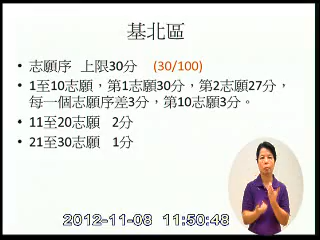 基北區
• 志願序 上限30分 (30/100)
• 1至10志願，第1志願30分，第2志願27分，
每一個志願序差3分，第10志願3分。
• 11至20志願 2分
• 21至30志願 1分
2012-11-08 11:50:48